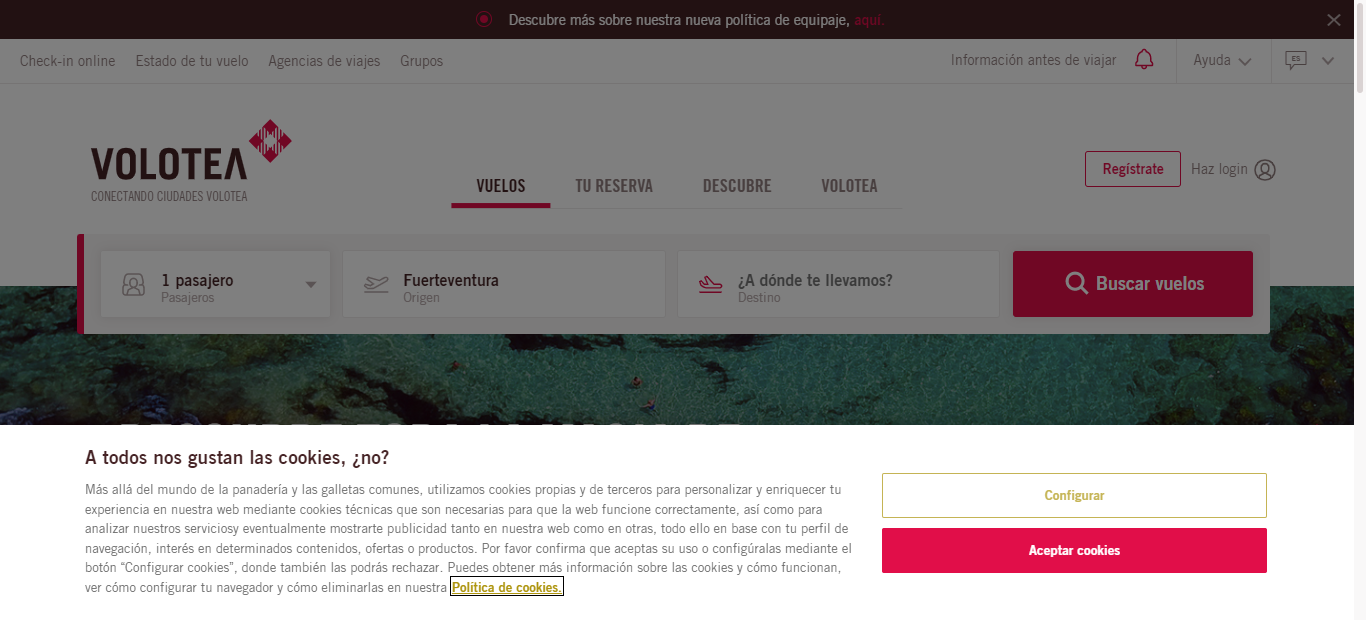 Descubre más sobre nuestra nueva política de equipaje, aquí.
Check-in online Estado de tu vuelo Agencias de viajes Grupos Información antes de viajar Ayuda ES
VOLOTEA
CONECTANDO CIUDADES VOLOTEA
VUELOS TU RESERVA DESCUBRE VOLOTEA
Regístrate Haz login
1 pasajero
Pasajeros
Fuerteventura
Origen
¿A dónde te llevamos?
Destino
Buscar vuelos
A todos nos gustan las cookies, ¿no?
Más allá del mundo de la panadería y las galletas comunes, utilizamos cookies propias y de terceros para personalizar y enriquecer tu
experiencia en nuestra web mediante cookies técnicas que son necesarias para que la web funcione correctamente, así como para
analizar nuestros serviciosy eventualmente mostrarte publicidad tanto en nuestra web como en otras, todo ello en base con tu perfil de
navegación, interés en determinados contenidos, ofertas o productos. Por favor confirma que aceptas su uso o configúralas mediante el
botón “Configurar cookies”, donde también las podrás rechazar. Puedes obtener más información sobre las cookies y cómo funcionan,
ver cómo configurar tu navegador y cómo eliminarlas en nuestra Política de cookies.
Configurar
Aceptar cookies